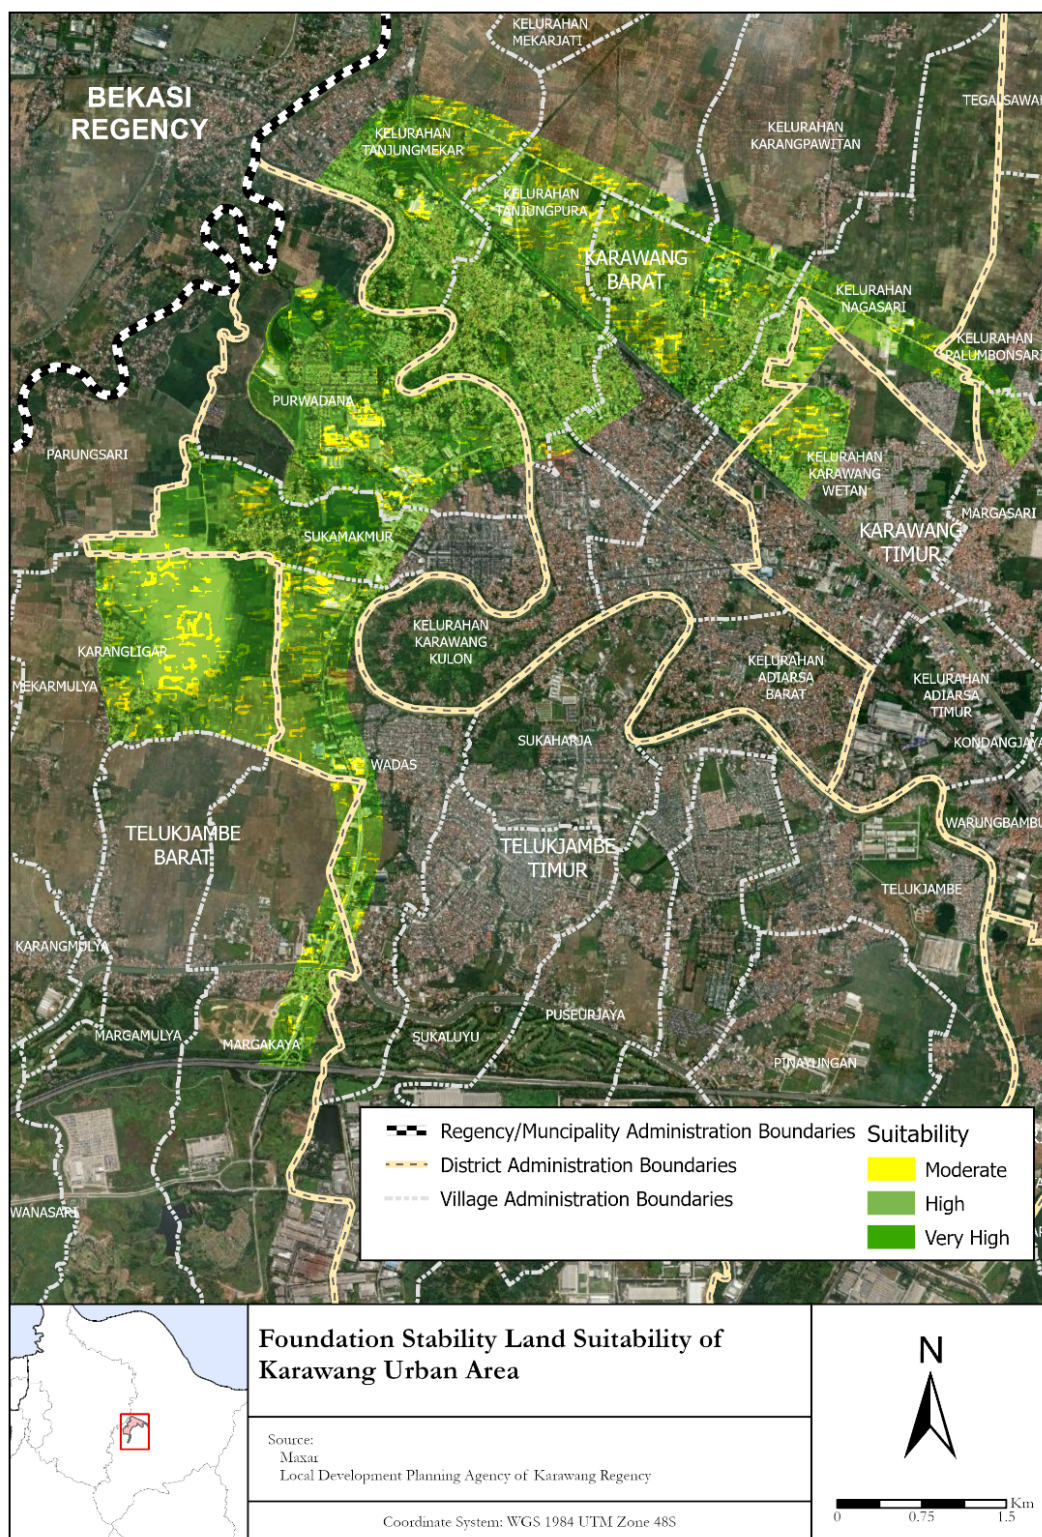 KELURAHAN
MEKARJATI
BEKASI
REGENCY
TEGALSAWAH
KELURAHAN
TANJUNGMEKAR
KELURAHAN
KARANGPAWITAN
KELURAHAN
TANJUNGPURA
KARAWANG
BARAT
KELURAHAN
NAGASARI
KELURAHAN
PALUMBONSARI
PURWADANA
PARUNGSARI
KELURAHAN
KARAWANG
WETAN
MARGASARI
KARAWANG
TIMUR
SUKAMAKMUR
KELURAHAN
KARAWANG
KULON
KARANGLIGAR
MEKARMULYA
KELURAHAN
ADIARSA
BARAT
KELURAHAN
ADIARSA
TIMUR
SUKAHARJA
KONDANGJAYA
WADAS
TELUKJAMBE
BARAT
TELUKJAMBE
TIMUR
WARUNGBAMBU
TELUKJAMBE
KARANGMULYA
MARGAMULYA
MARGAKAYA
SUKALUYU
PUSEURJAYA
PINAYUNGAN
WANASARI
Regency/Muncipality Administration Boundaries
District Administration Boundaries
Village Administration Boundaries
Suitability
Moderate
High
Very High
Foundation Stability Land Suitability of
Karawang Urban Area
Source:
Maxar
Local Development Planning Agency of Karawang Regency
Coordinate System: WGS 1984 UTM Zone 48S
N
Km
0 0.75 1.5